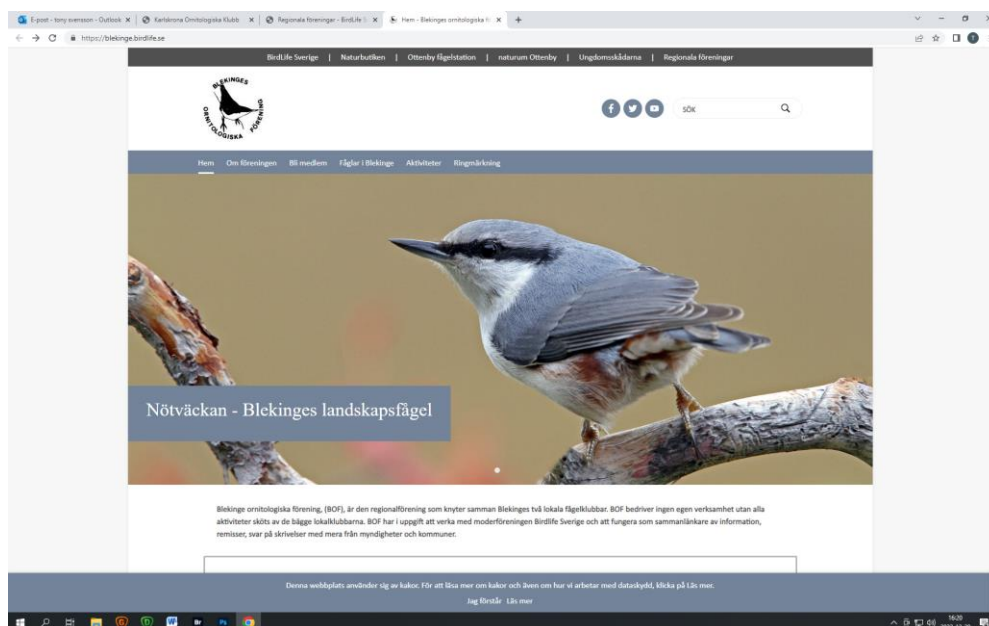 E-post - tony svensson - Outlook
Karlskrona Ornitologiska Klubb
Regionala föreningar - BirdLife S
Hem - Blekinges ornitologiska f
https://blekinge.birdlife.se
BirdLife Sverige | Naturbutiken | Ottenby fågelstation | naturum Ottenby | Ungdomsskådarna | Regionala föreningar
BLEKINGES
ORNITOLOGISKA FÖRENING
SÖK
Hem Om föreningen Bli medlem Fåglar i Blekinge Aktiviteter Ringmärkning
Nötväckan - Blekinges landskapsfågel
Blekinge ornitologiska förening, (BOF), är den regionalförening som knyter samman Blekinges två lokala fågelklubbar. BOF bedriver ingen egen verksamhet utan alla
aktiviteter sköts av de bägge lokalklubbarna. BOF har i uppgift att verka med moderföreningen Birdlife Sverige och att fungera som sammanlänkare av information,
remisser, svar på skrivelser med mera från myndigheter och kommuner.
Denna webbplats använder sig av kakor. För att läsa mer om kakor och även om hur vi arbetar med dataskydd, klicka på Läs mer.
Jag förstår Läs mer
16:20